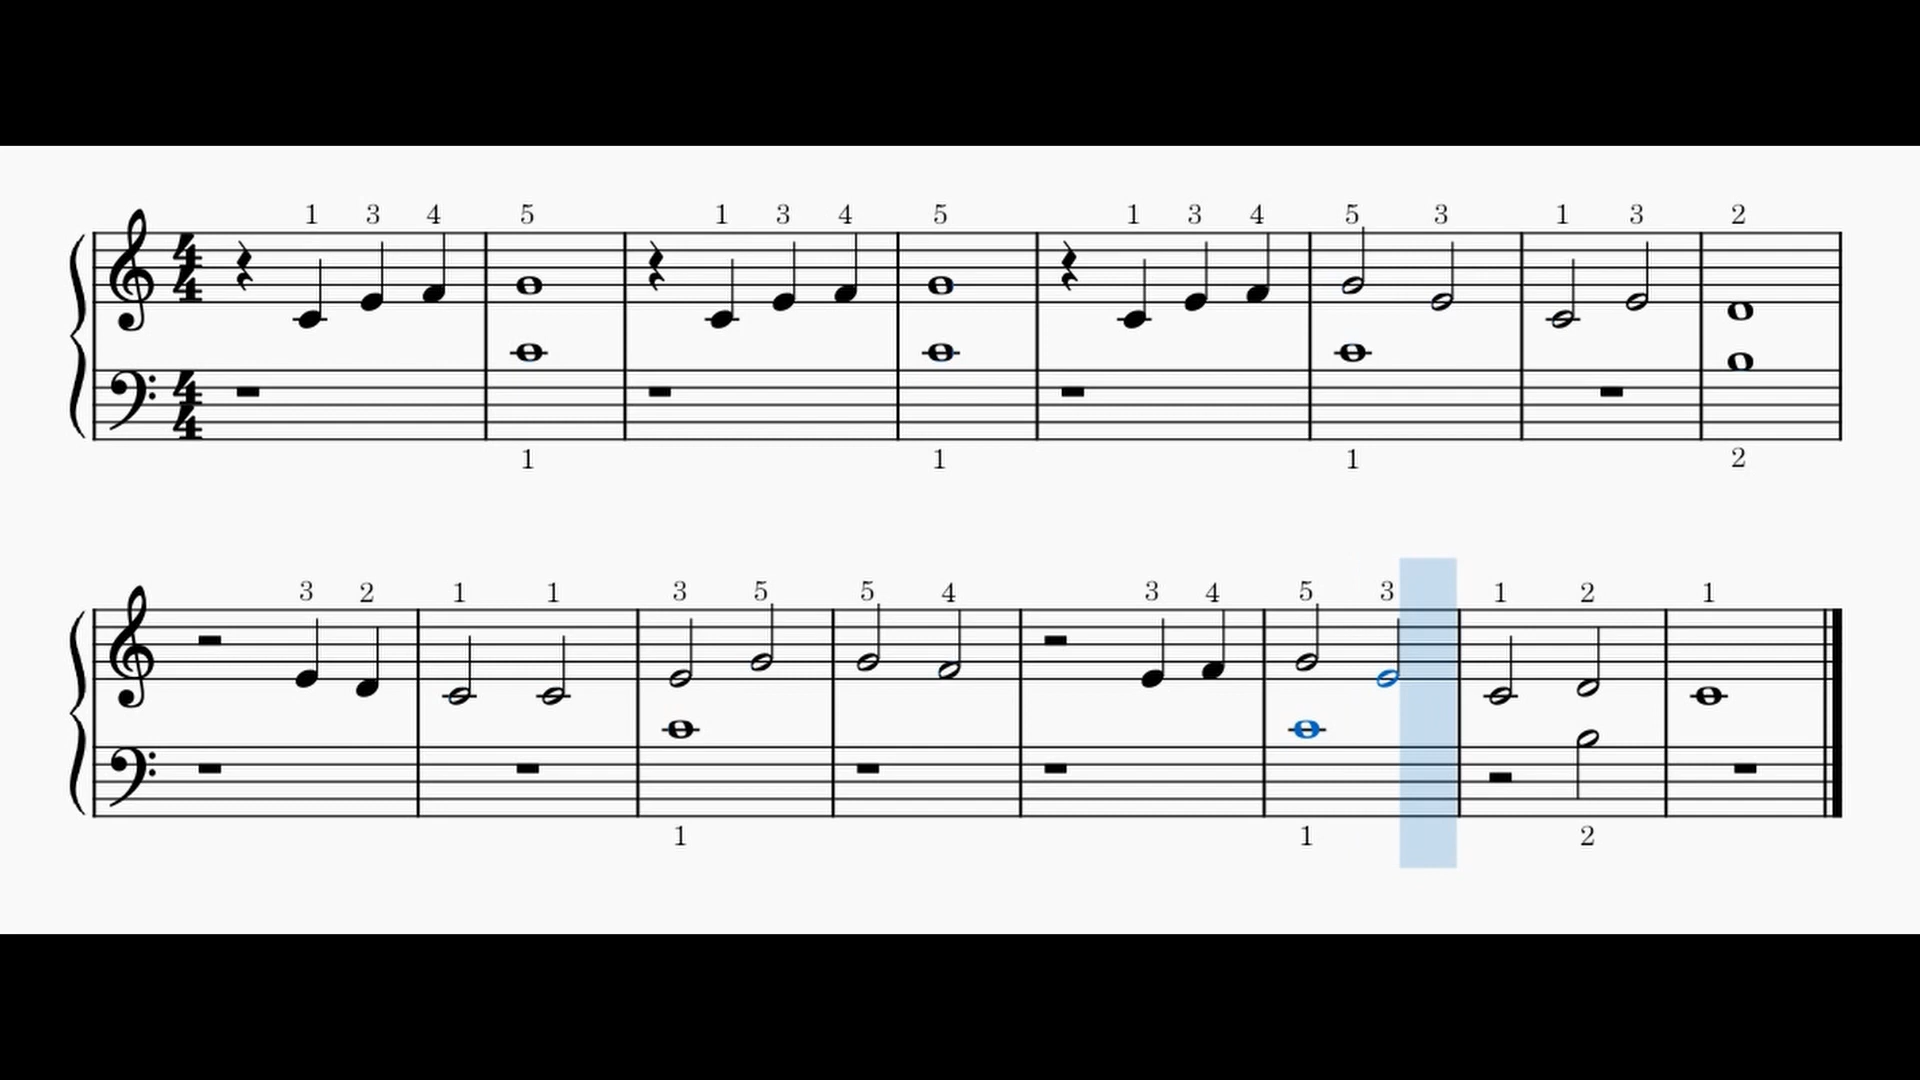 1 3 4 5 1 3 4 5 1 3 4 5 3 1 3 2
4 4
4 4
1 1 1 2
3 2 1 1 3 5 5 4 3 4 5 3 1 2 1
1 1 2